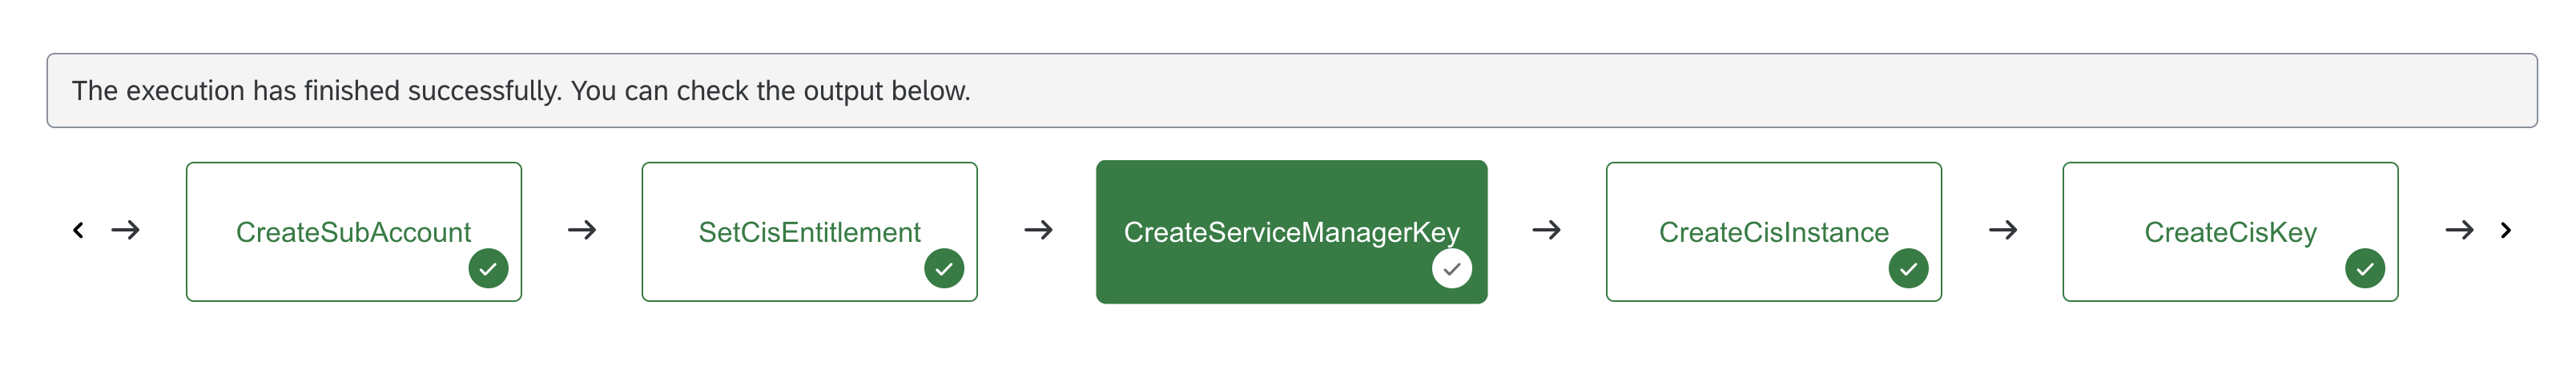 The execution has finished successfully. You can check the output below.
CreateSubAccount
SetCisEntitlement
CreateServiceManagerKey
CreateCisInstance
CreateCisKey